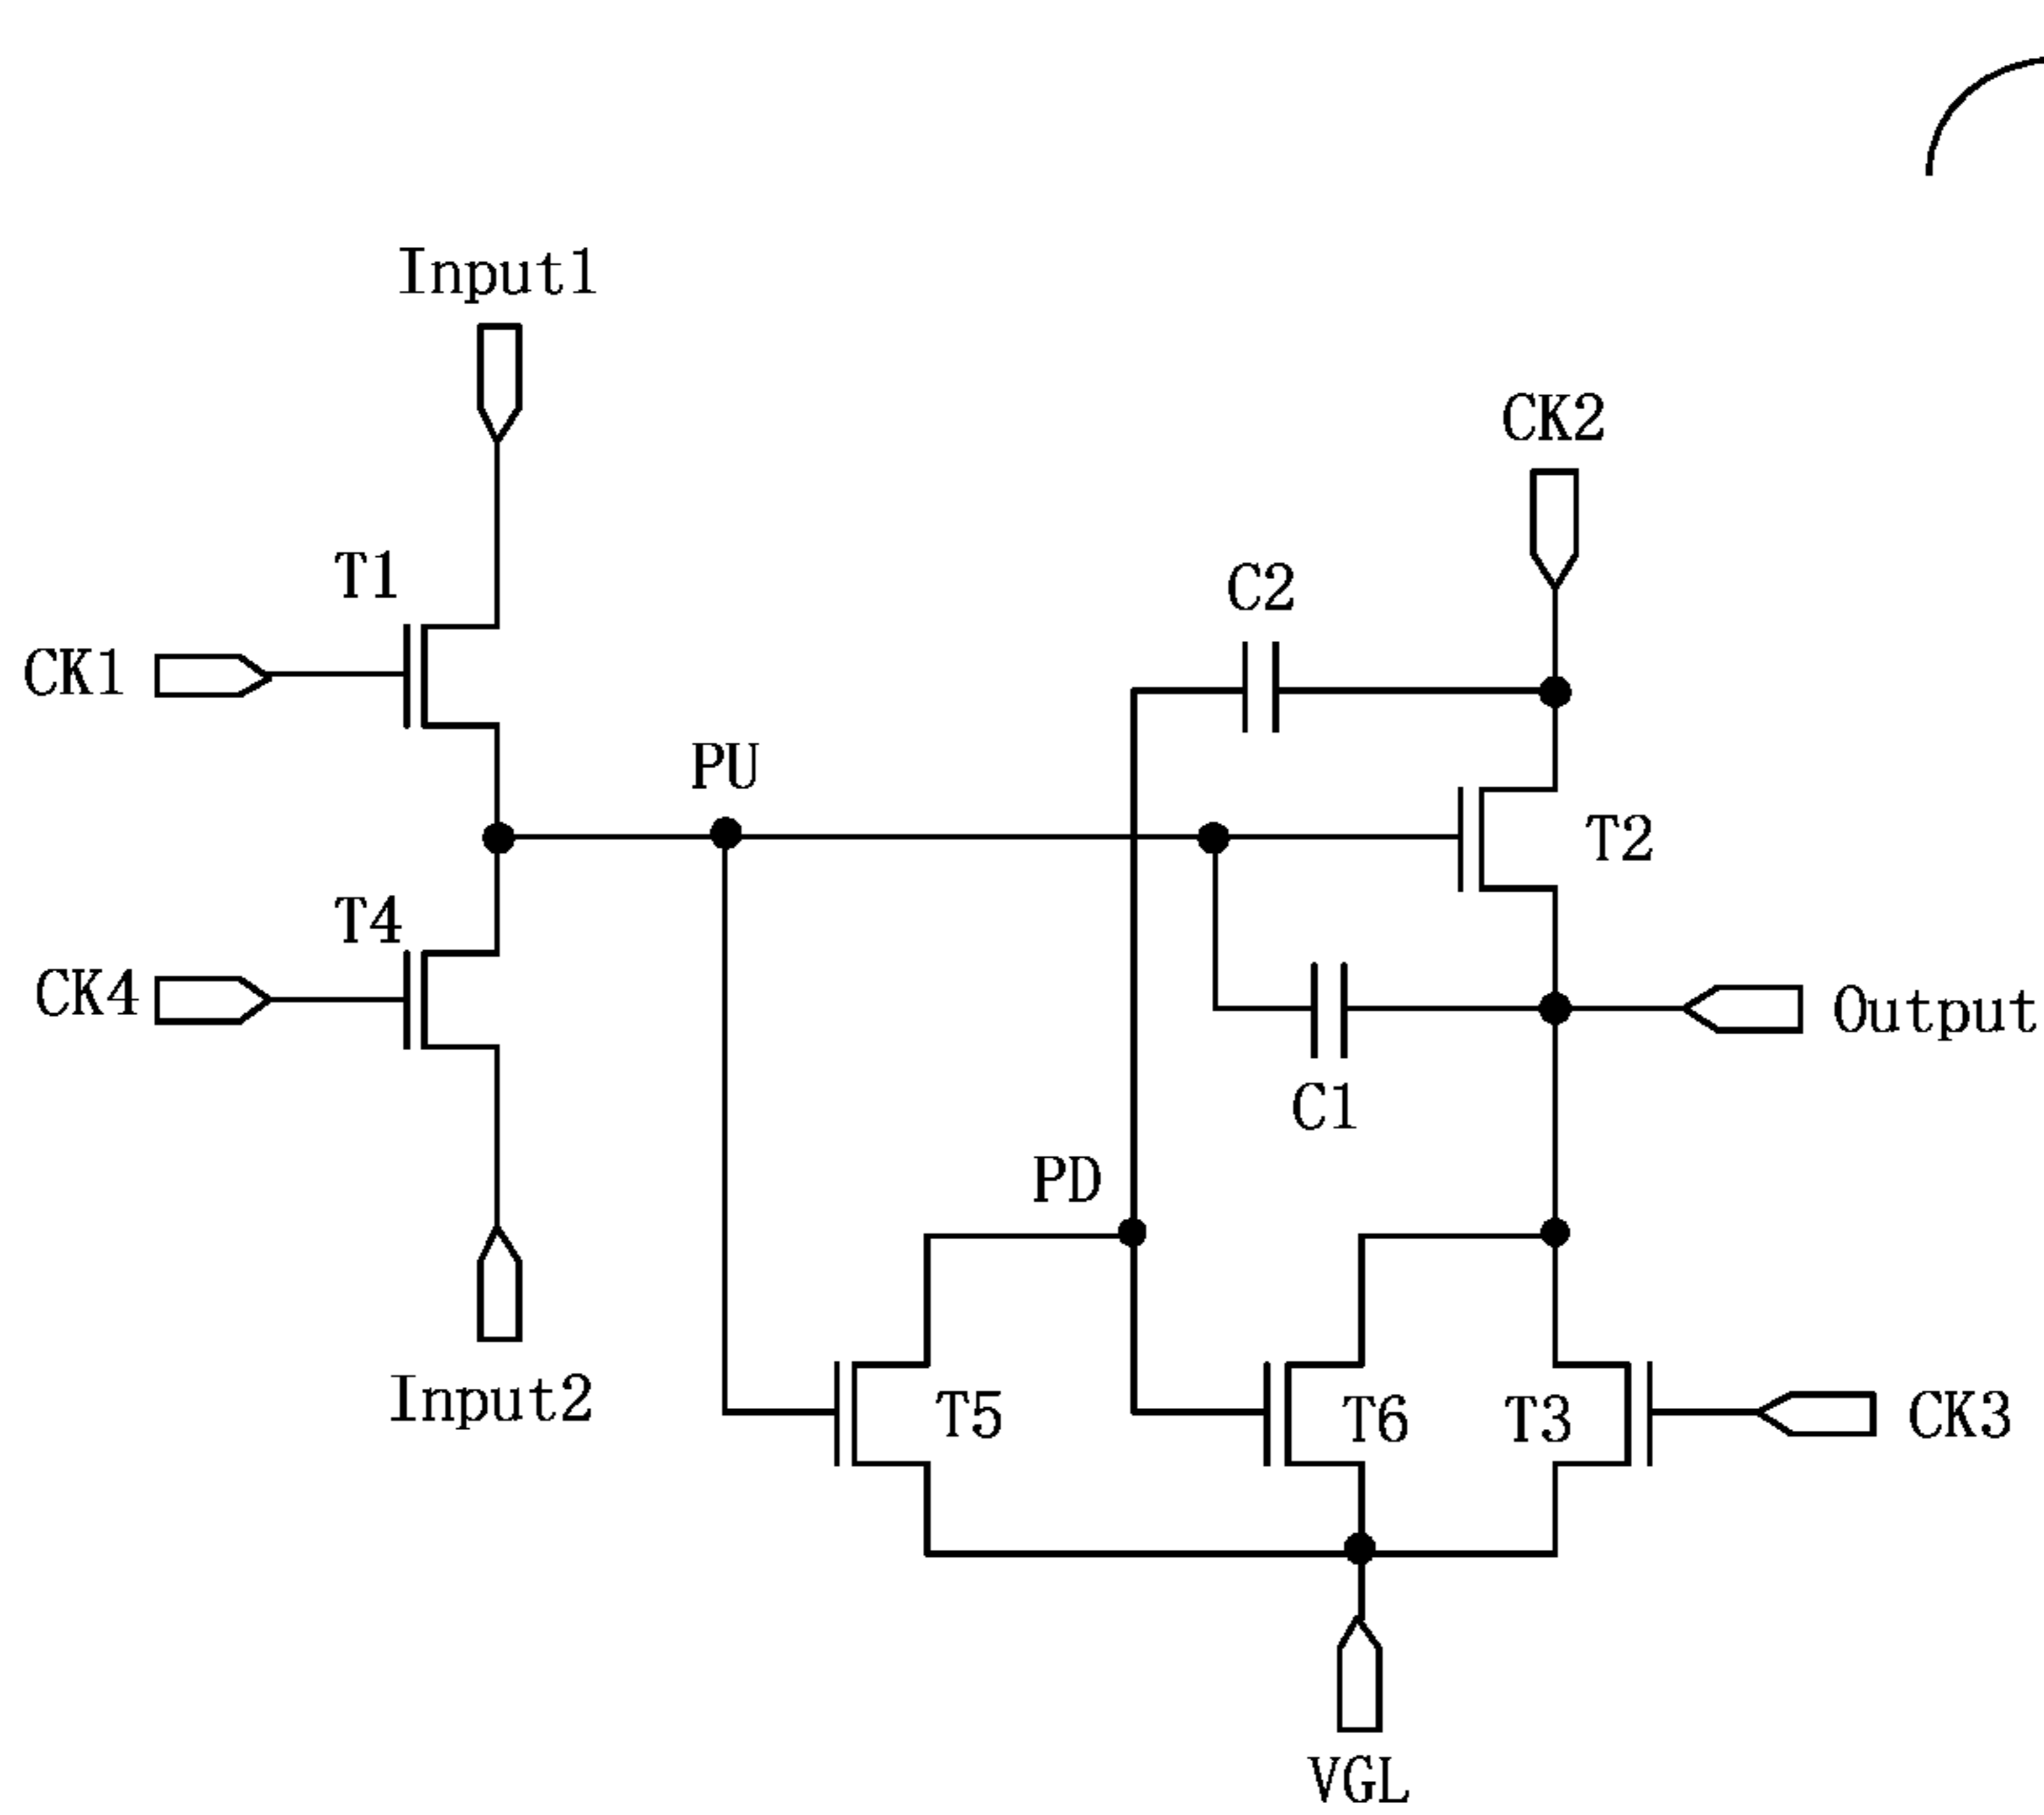 Input1
CK2
C2
T1
CK1
PU
T2
T4
CK4
Output
C1
PD
Input2
T5
T6
T3
CK3
VGL